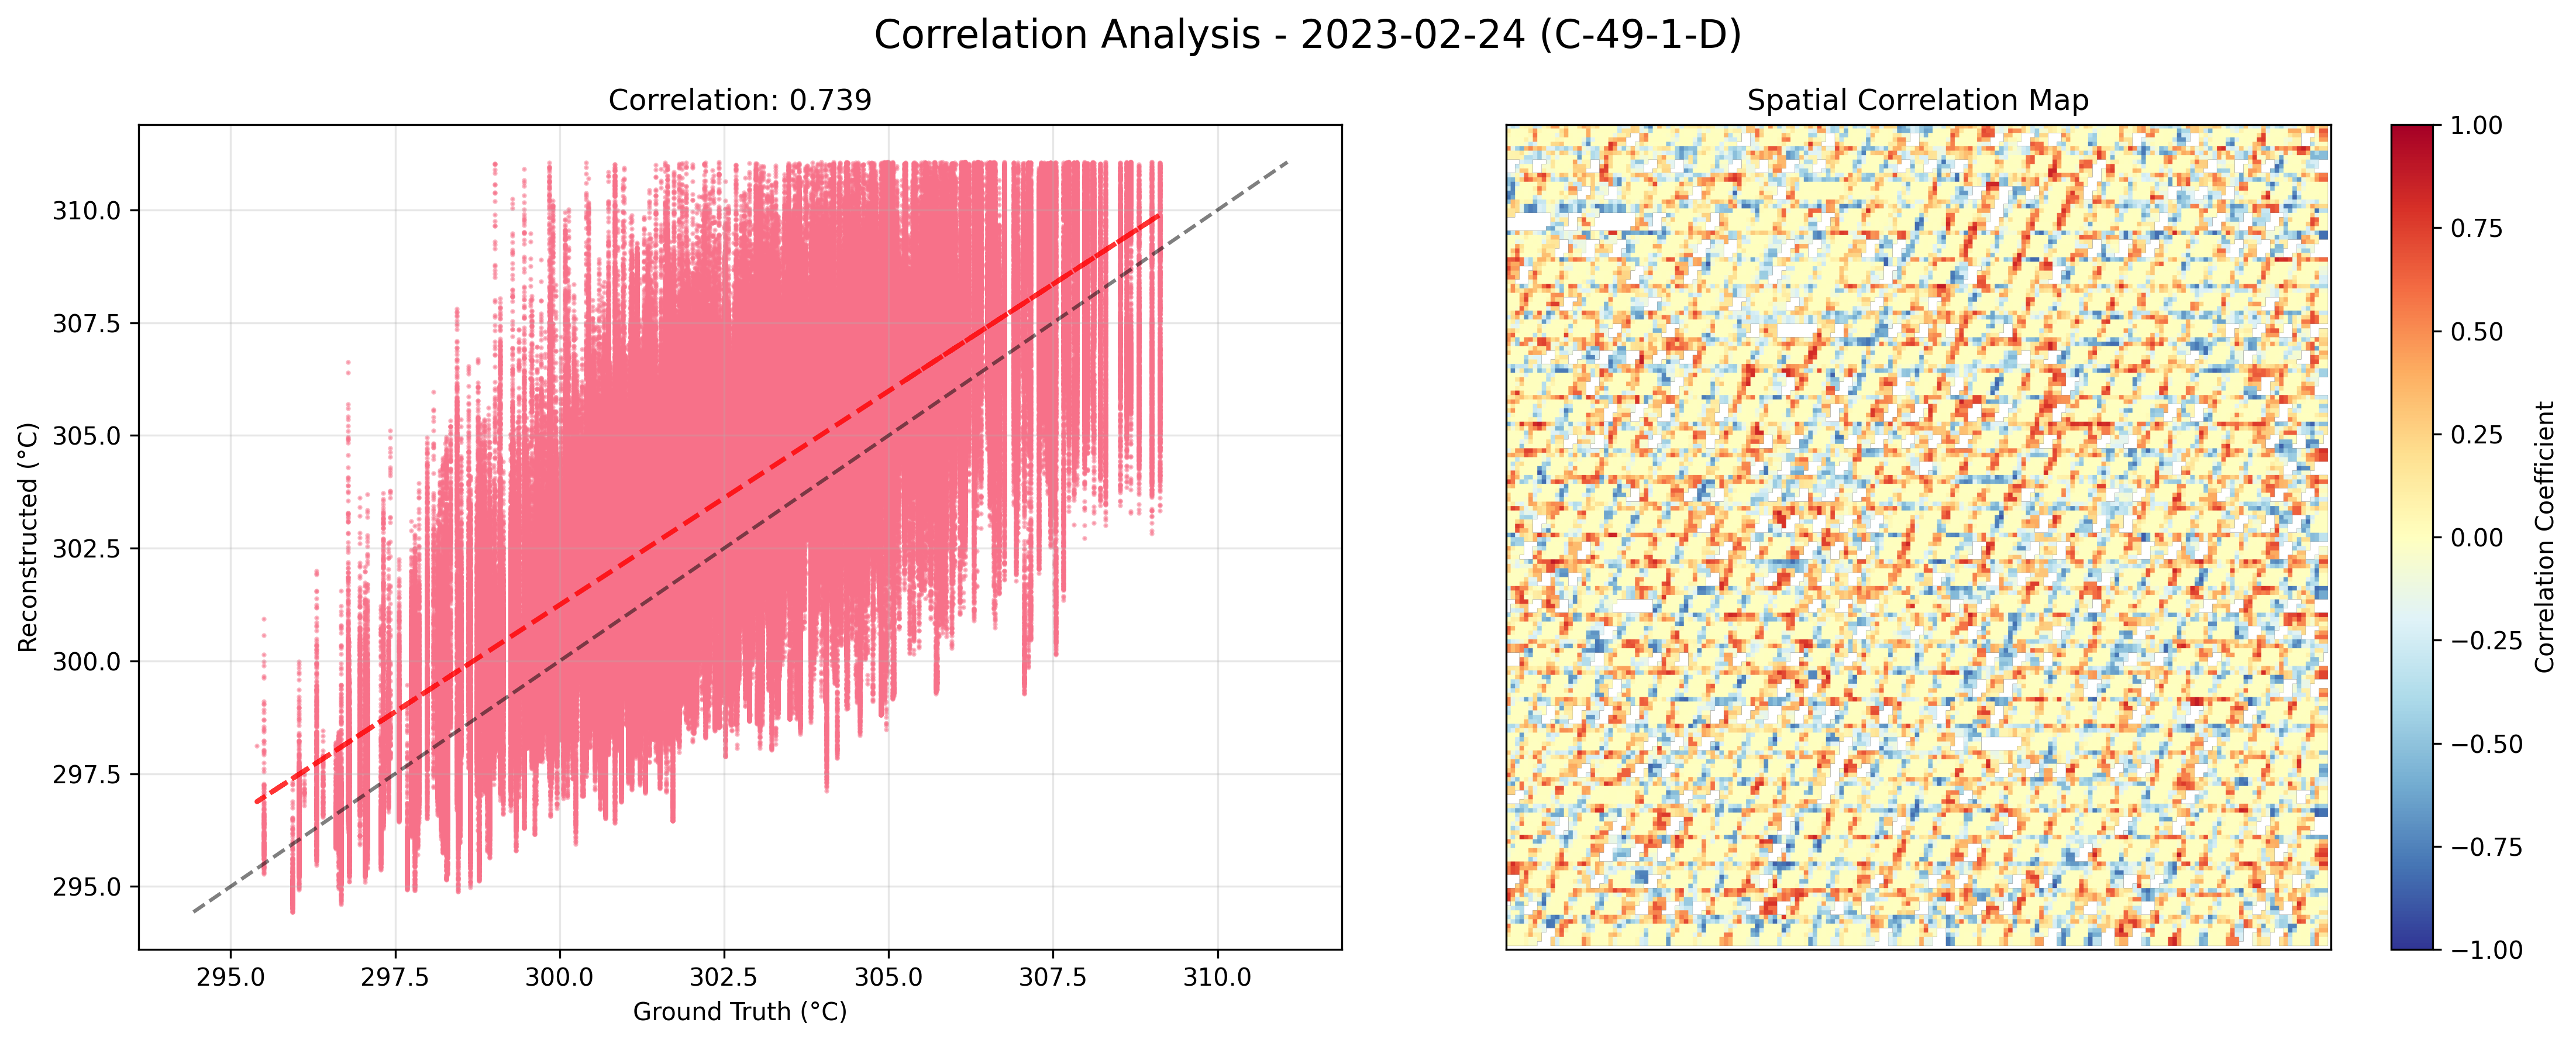 Correlation Analysis - 2023-02-24 (C-49-1-D)
Correlation: 0.739
Reconstructed (°C)
310.0
307.5
305.0
302.5
300.0
297.5
295.0
295.0 297.5 300.0 302.5 305.0 307.5 310.0
Ground Truth (°C)
Spatial Correlation Map
1.00
0.75
0.50
0.25
0.00
−0.25
−0.50
−0.75
−1.00
Correlation Coefficient